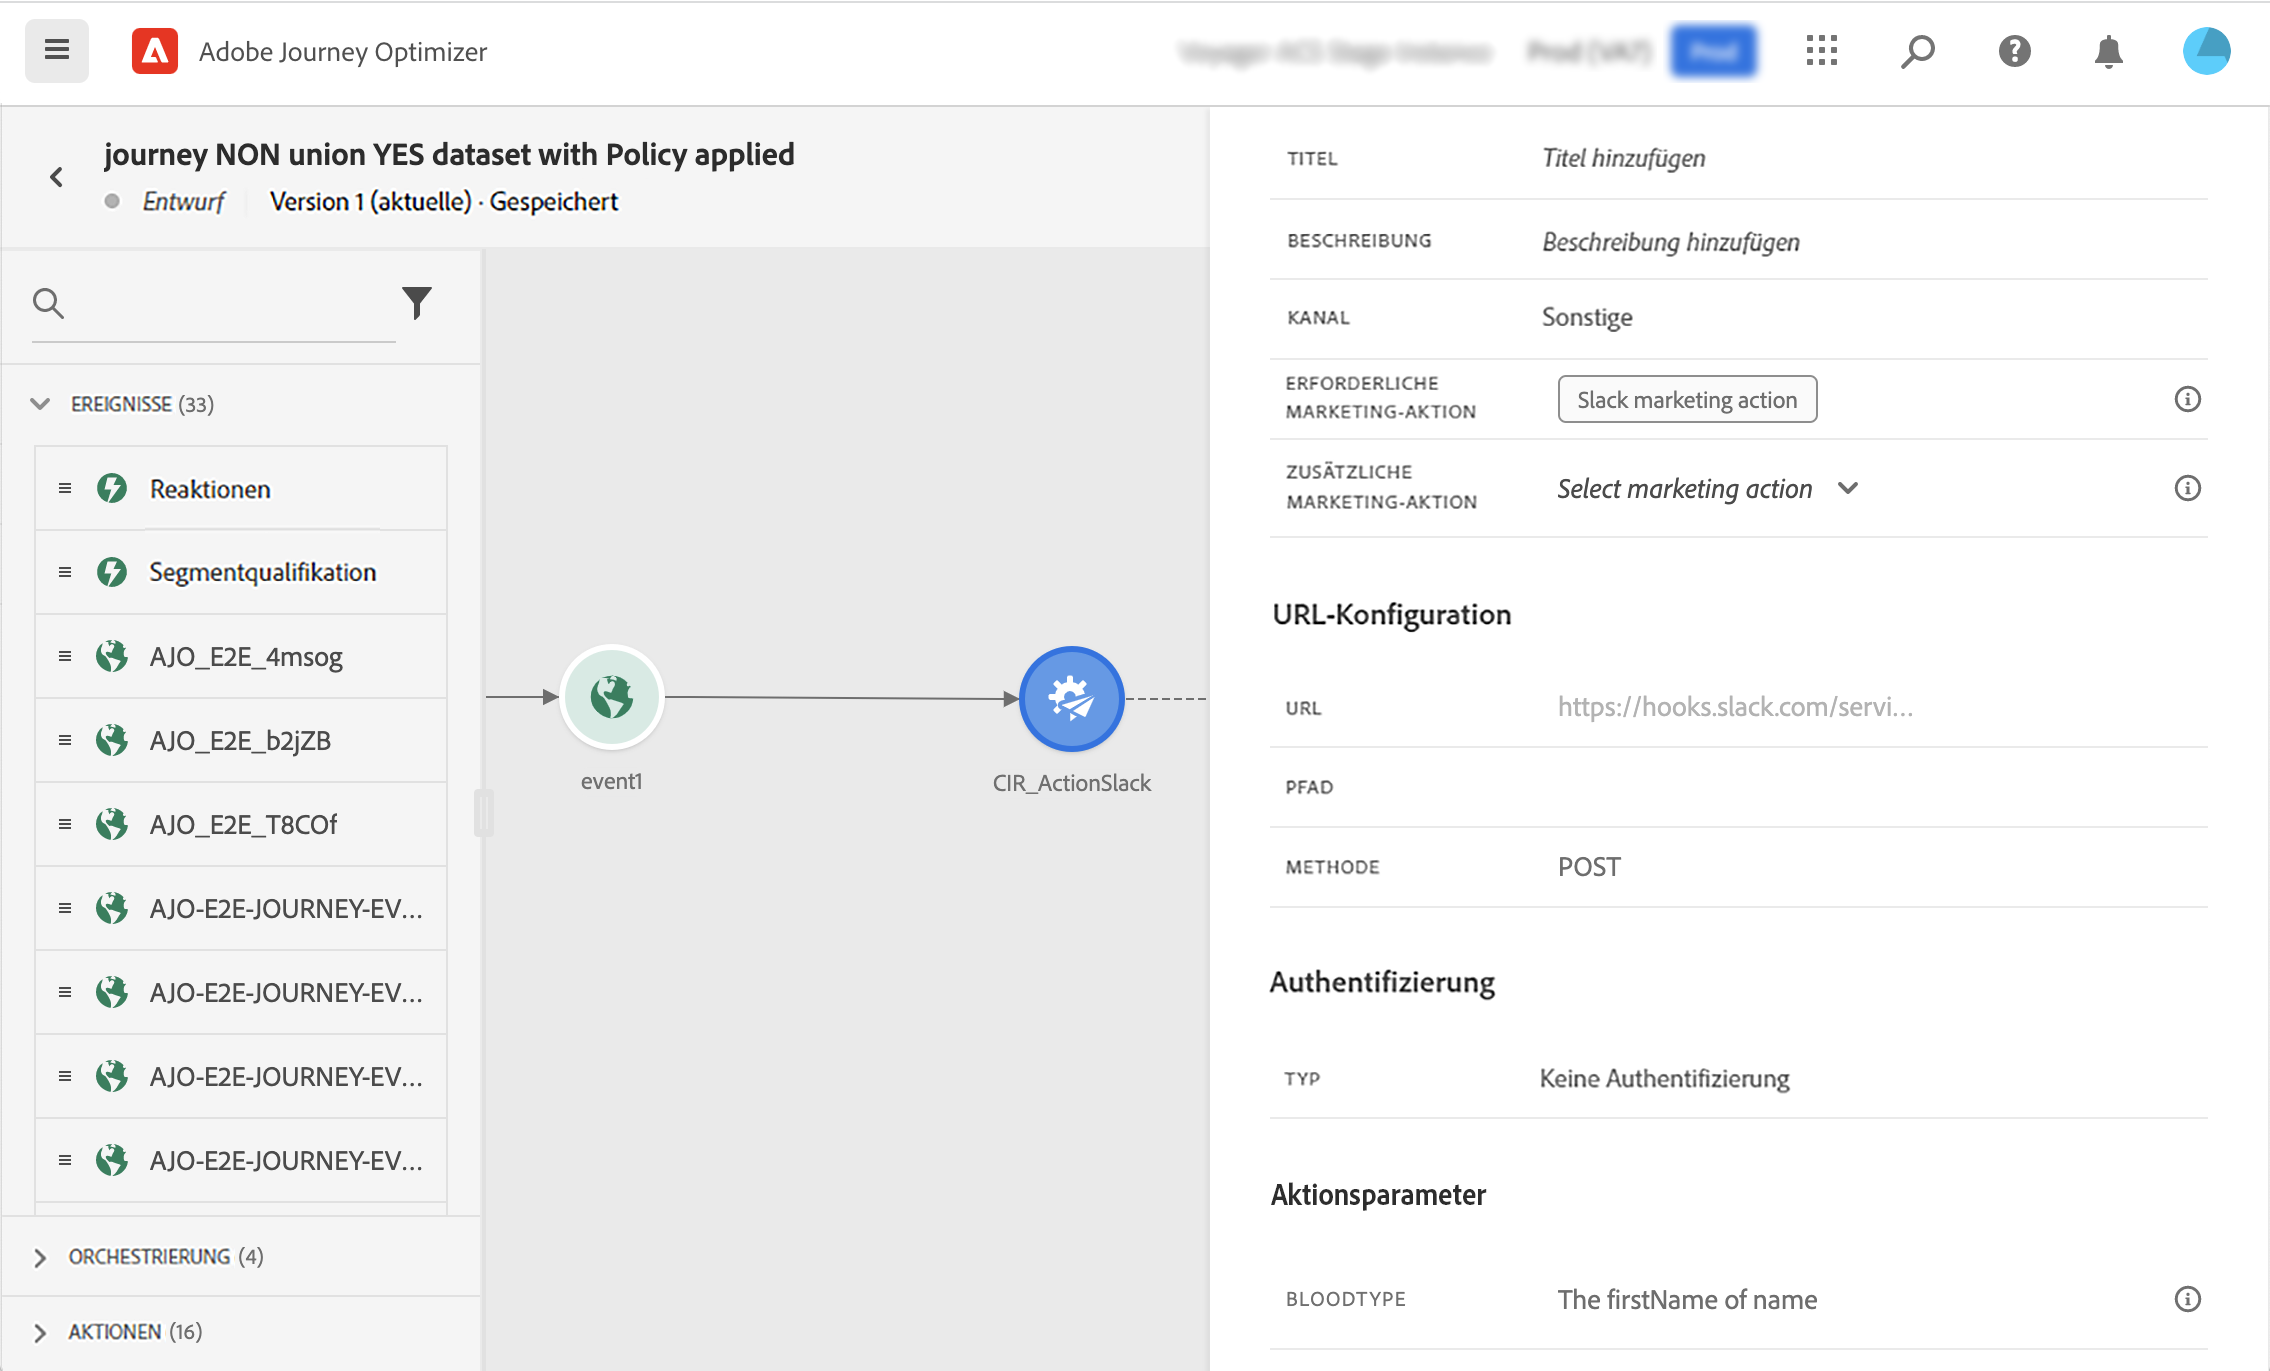 Adobe Journey Optimizer
journey NON union YES dataset with Policy applied
Entwurf
Version 1 (aktuelle) · Gespeichert
EREIGNISSE (33)
Reaktionen
Segmentqualifikation
AJO_E2E_4msog
AJO_E2E_b2jZB
AJO_E2E_T8COf
AJO-E2E-JOURNEY-EV...
AJO-E2E-JOURNEY-EV...
AJO-E2E-JOURNEY-EV...
AJO-E2E-JOURNEY-EV...
ORCHESTRIERUNG (4)
AKTIONEN (16)
event1
CIR_ActionSlack
TITEL
Titel hinzufügen
BESCHREIBUNG
Beschreibung hinzufügen
KANAL
Sonstige
ERFORDERLICHE
MARKETING-AKTION
Slack marketing action
ZUSÄTZLICHE
MARKETING-AKTION
Select marketing action
URL-Konfiguration
URL
https://hooks.slack.com/servi...
PFAD
METHODE
POST
Authentifizierung
TYP
Keine Authentifizierung
Aktionsparameter
BLOODTYPE
The firstName of name